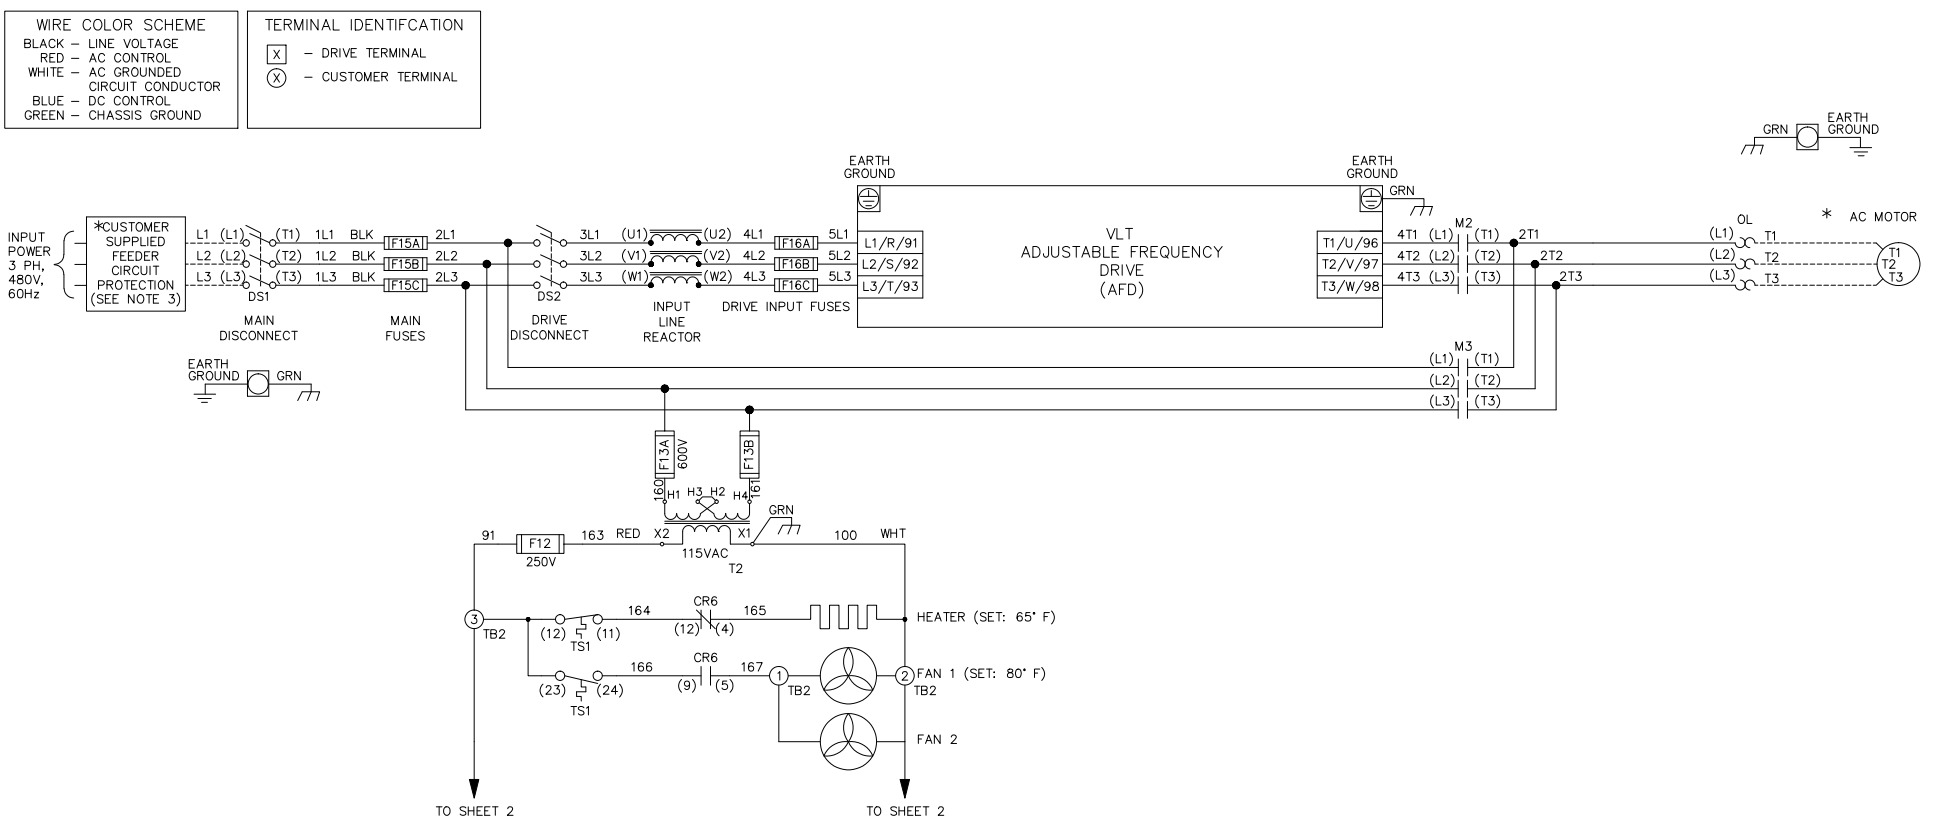 WIRE COLOR SCHEME
BLACK – LINE VOLTAGE
RED – AC CONTROL
WHITE – AC GROUNDED
CIRCUIT CONDUCTOR
BLUE – DC CONTROL
GREEN – CHASSIS GROUND
TERMINAL IDENTIFCATION
X – DRIVE TERMINAL
X – CUSTOMER TERMINAL
GRN
EARTH
GROUND
INPUT
POWER
3 PH,
480V,
60Hz
*CUSTOMER
SUPPLIED
FEEDER
CIRCUIT
PROTECTION
(SEE NOTE 3)
L1 (L1) (T1) 1L1 BLK F15A 2L1
L2 (L2) (T2) 1L2 BLK F15B 2L2
L3 (L3) (T3) 1L3 BLK F15C 2L3
DS1
MAIN
DISCONNECT
MAIN
FUSES
3L1 (U1) (U2) 4L1 F16A 5L1
3L2 (V1) (V2) 4L2 F16B 5L2
3L3 (W1) (W2) 4L3 F16C 5L3
DS2
DRIVE
DISCONNECT
INPUT
LINE
REACTOR
DRIVE INPUT FUSES
EARTH
GROUND
L1/R/91
L2/S/92
L3/T/93
VLT
ADJUSTABLE FREQUENCY
DRIVE
(AFD)
EARTH
GROUND
GRN
T1/U/96
T2/V/97
T3/W/98
M2
4T1 (L1) (T1) 2T1
4T2 (L2) (T2) 2T2
4T3 (L3) (T3) 2T3
OL
(L1) T1
(L2) T2
(L3) T3
* AC MOTOR
T1
T2
T3
M3
(L1) (T1)
(L2) (T2)
(L3) (T3)
EARTH
GROUND
GRN
F13A
600V
F13B
160
161
H1 H3 H2 H4
GRN
91 F12 163 RED X2 X1 100 WHT
250V
115VAC
T2
3
TB2
164 CR6 165
(12) (11) (12) (4)
TS1
HEATER (SET: 65° F)
166 CR6 167
(23) (24) (9) (5)
TS1
1
TB2
2
TB2
FAN 1 (SET: 80° F)
FAN 2
TO SHEET 2
TO SHEET 2